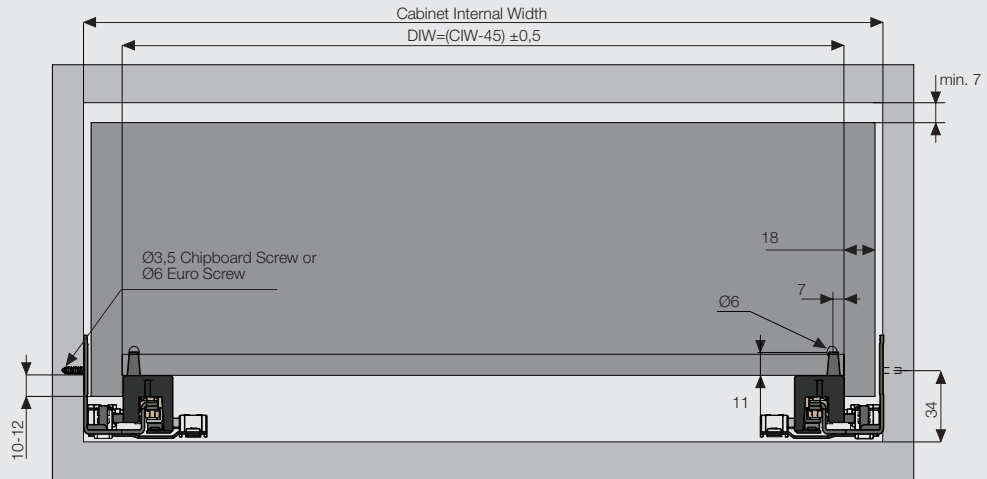 Cabinet Internal Width
DIW=(CIW-45) ±0,5
min. 7
18
Ø3,5 Chipboard Screw or
Ø6 Euro Screw
7
Ø6
11
34
10-12